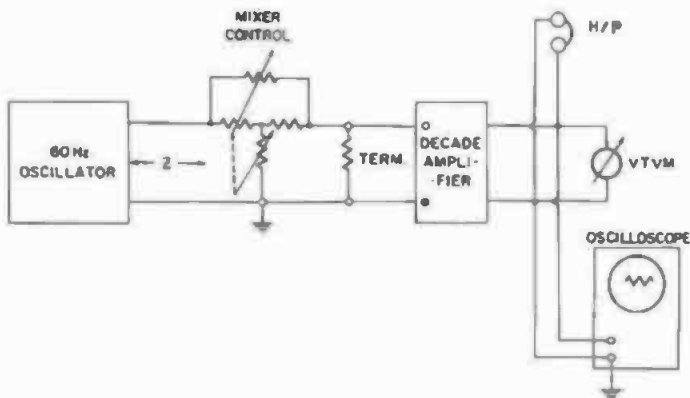 MIXER
CONTROL
H/P
60 Hz
OSCILLATOR
Z
TERM.
DECADE
AMPLI-
-FIER
VTVM
OSCILLOSCOPE